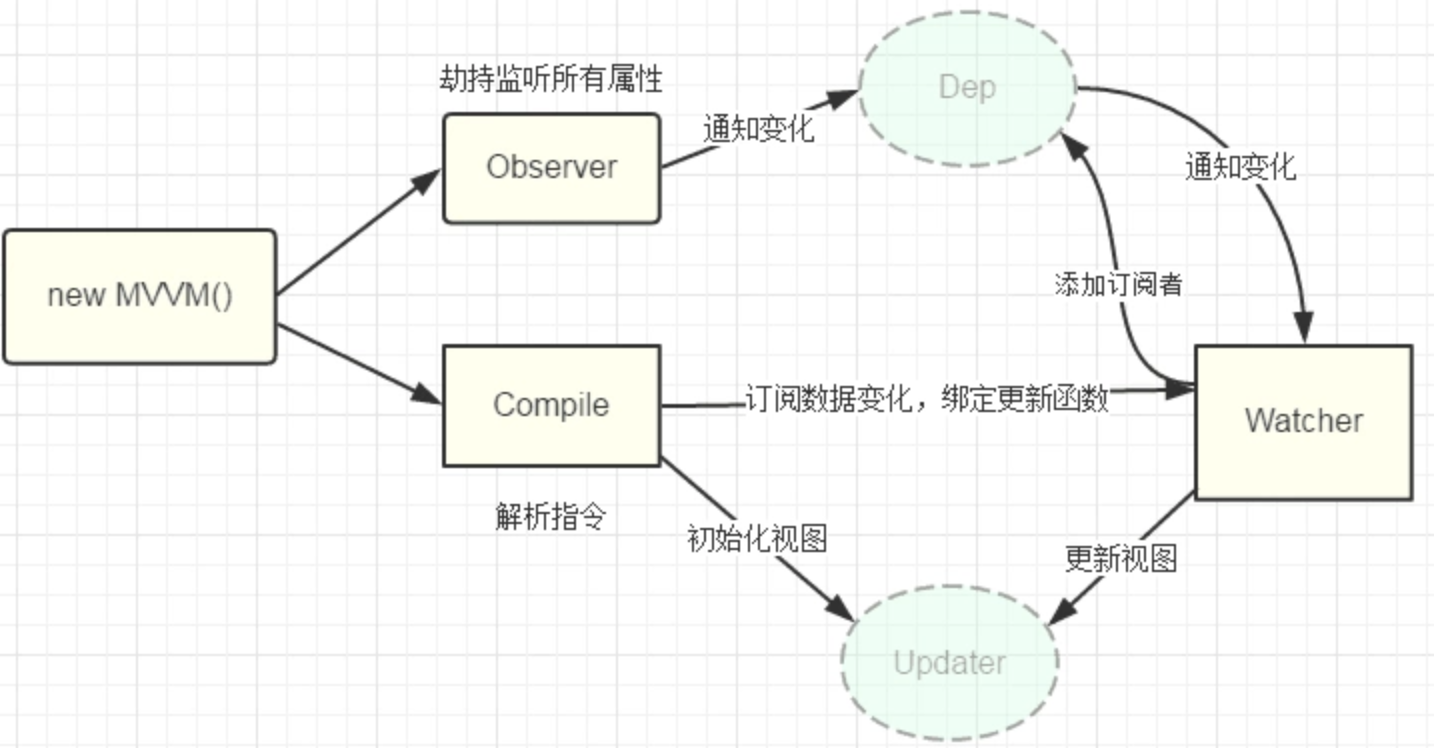 劫持监听所有属性
Observer
通知变化
Dep
通知变化
new MVVM()
添加订阅者
Compile
订阅数据变化，绑定更新函数
Watcher
解析指令
初始化视图
更新视图
Updater